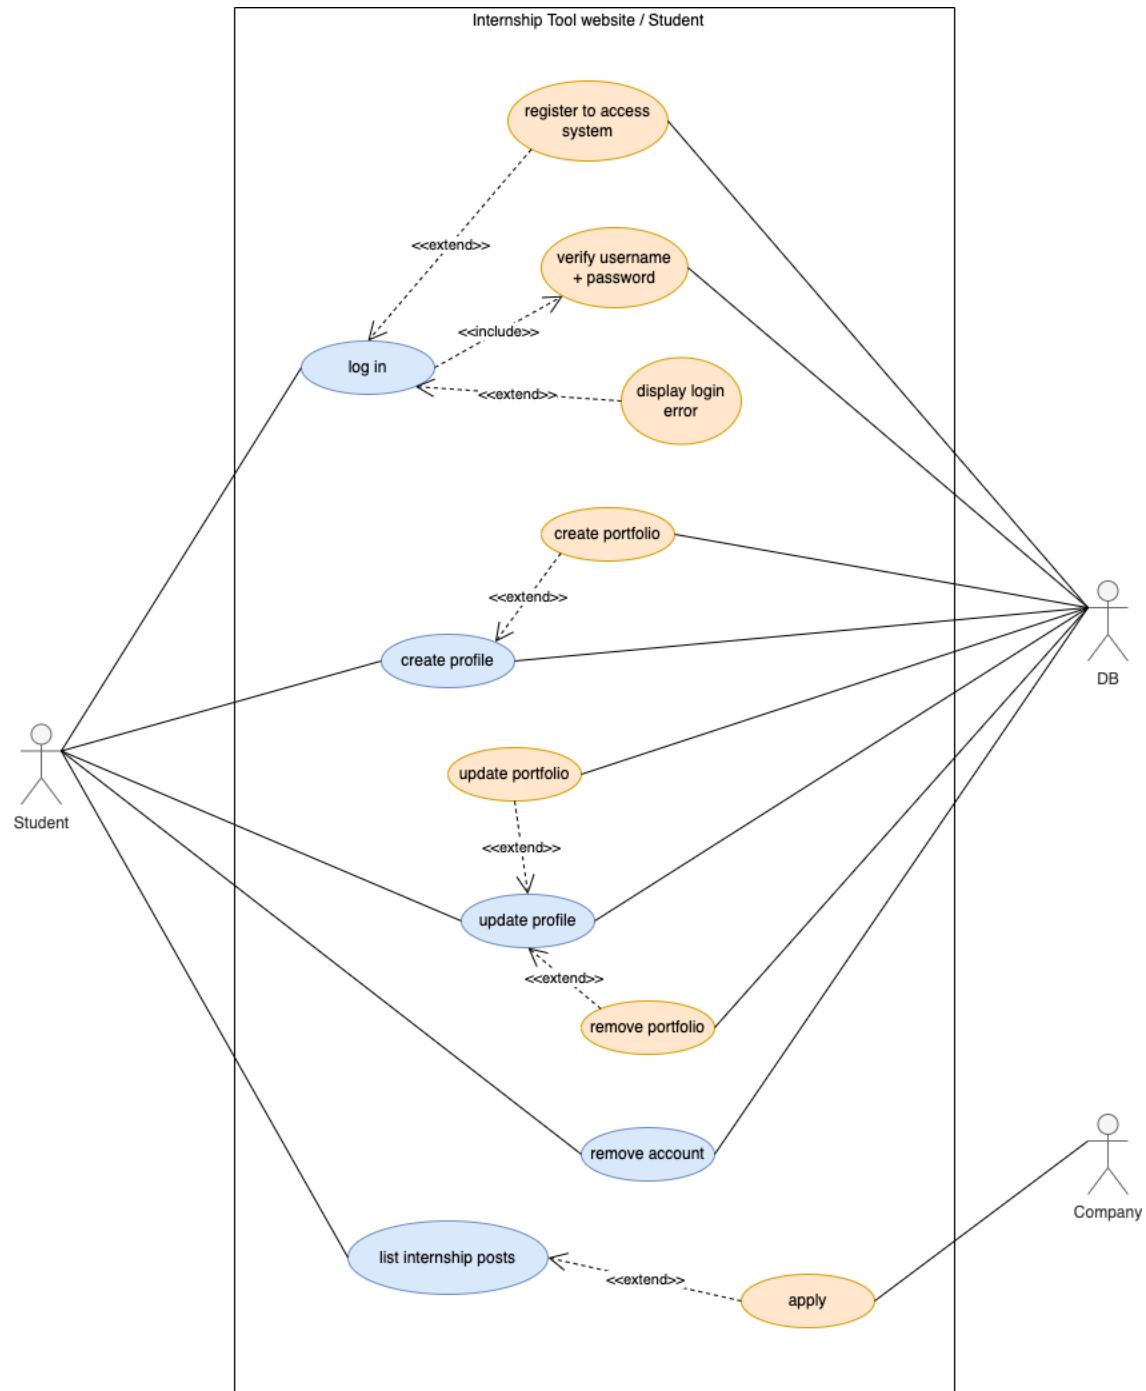 Internship Tool website / Student
register to access
system
<<extend>>
verify username
+ password
<<include>>
log in
display login
error
<<extend>>
create portfolio
<<extend>>
create profile
DB
Student
update portfolio
<<extend>>
update profile
<<extend>>
remove portfolio
remove account
Company
list internship posts
<<extend>>
apply